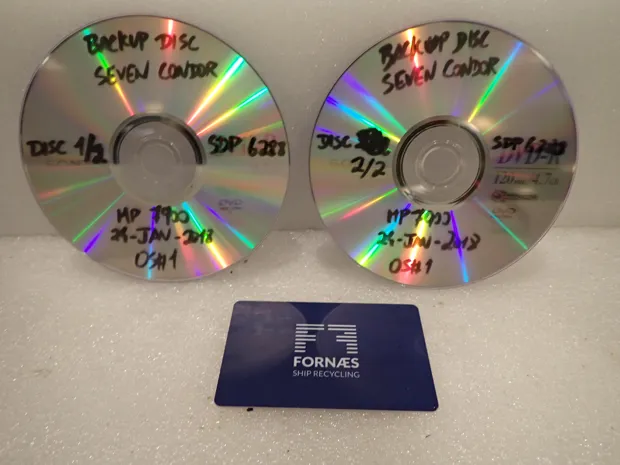 BACKUP DISC
SEVEN CONDOR
DISC 1/2
SDP 6288
MP 7900
24-JAN-2018
OS#1
BACKUP DISC
SEVEN CONDOR
DISC
2/2
SDP
DVD-R
MP 7900
24-JAN-2018
OS#1
FORNÆS
SHIP RECYCLING